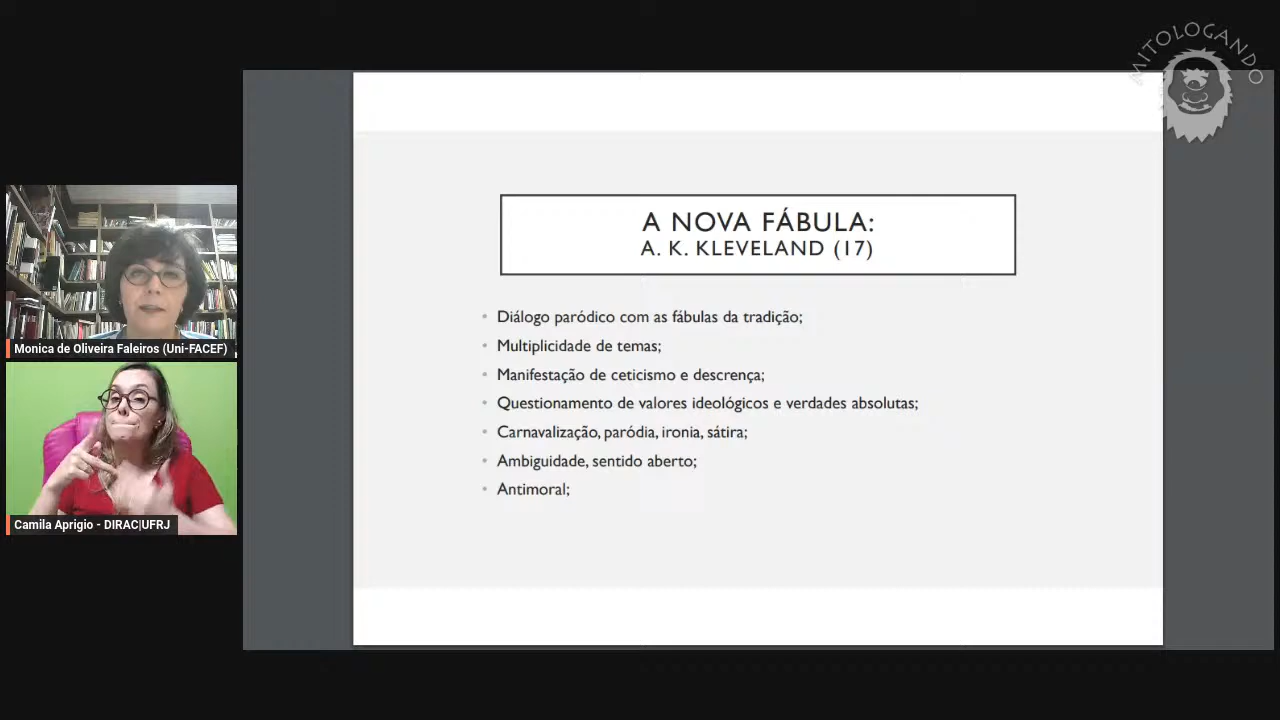 MITOLOGANDO
A NOVA FÁBULA:
A. K. KLEVELAND (17)
• Diálogo paródico com as fábulas da tradição;
• Multiplicidade de temas;
• Manifestação de ceticismo e descrença;
• Questionamento de valores ideológicos e verdades absolutas;
• Carnavalização, paródia, ironia, sátira;
• Ambiguidade, sentido aberto;
• Antimoral;
Monica de Oliveira Faleiros (Uni-FACEF)
Camila Aprigio - DIRAC|UFRJ